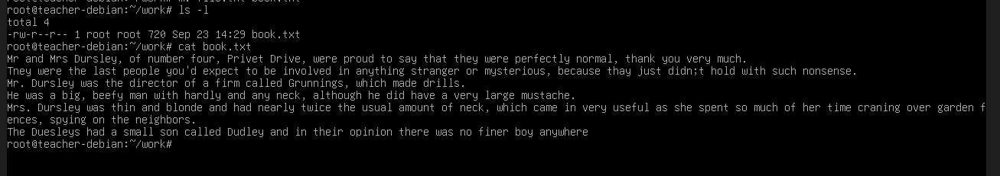 root@teacher-debian:~/work# ls -l
total 4
-rw-r--r-- 1 root root 720 Sep 23 14:29 book.txt
root@teacher-debian:~/work# cat book.txt
Mr and Mrs Dursley, of number four, Privet Drive, were proud to say that they were perfectly normal, thank you very much.
Tney were the last people you'd expect to be involved in anything stranger or mysterious, because thay just didn;t hold with such nonsense.
Mr. Dursley was the director of a firm called Grunnings, which made drills.
He was a big, beefy man with hardly and any neck, although he did have a very large mustache.
Mrs. Dursley was thin and blonde and had nearly twice the usual amount of neck, which came in very useful as she spent so much of her time craning over garden f
ences, spying on the neighbors.
The Duesleys had a small son called Dudley and in their opinion there was no finer boy anywhere
root@teacher-debian:~/work#